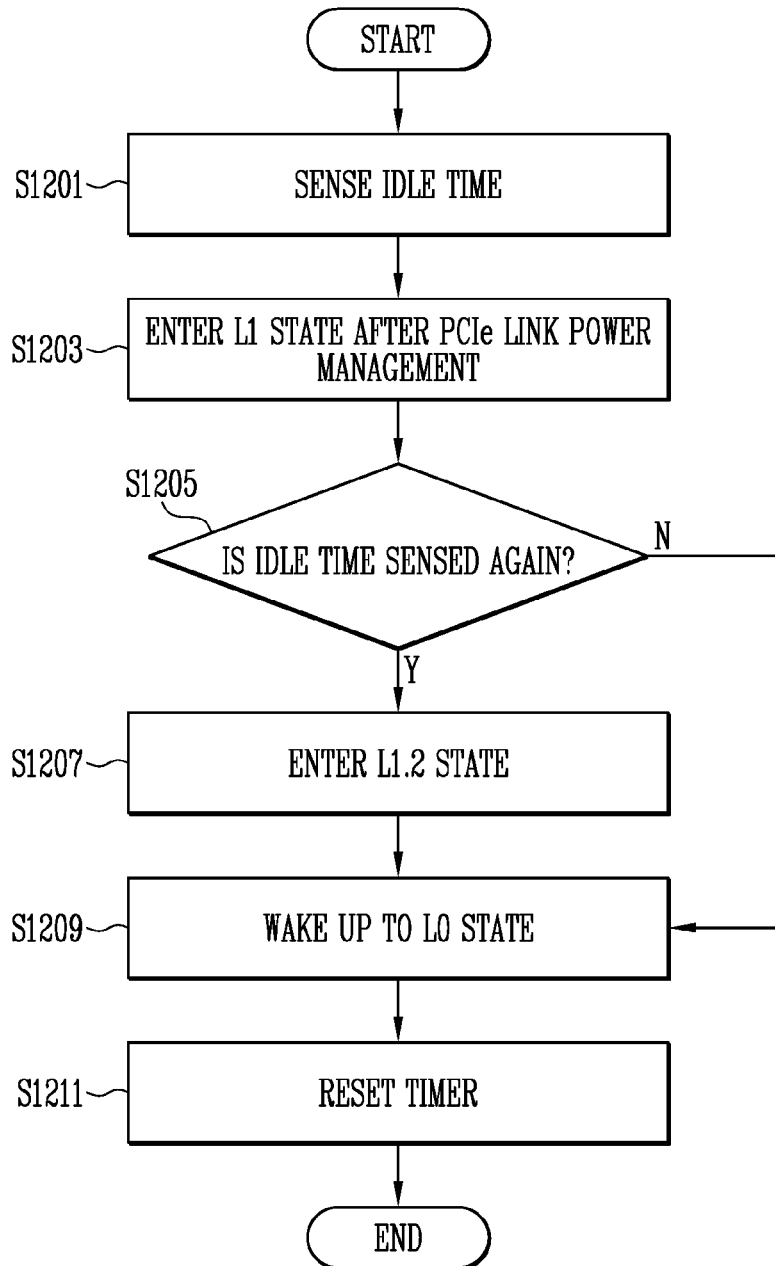 START
S1201
SENSE IDLE TIME
S1203
ENTER L1 STATE AFTER PCIe LINK POWER
MANAGEMENT
S1205
IS IDLE TIME SENSED AGAIN?
N
Y
S1207
ENTER L1.2 STATE
S1209
WAKE UP TO L0 STATE
S1211
RESET TIMER
END